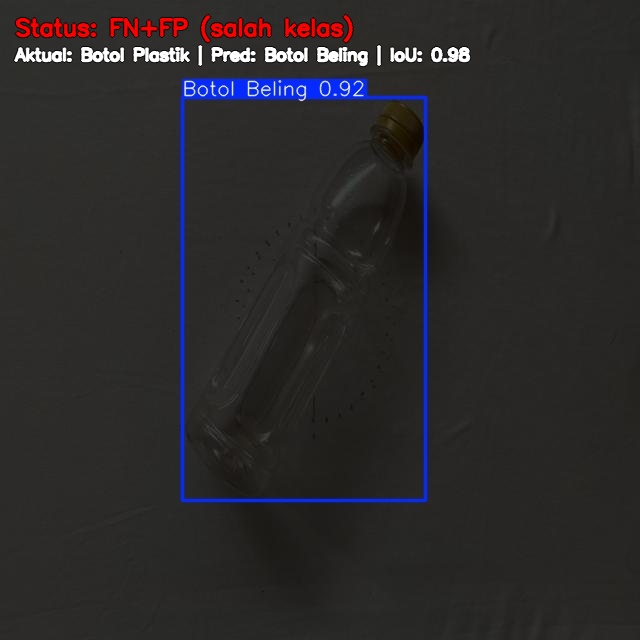 Status: FN+FP (salah kelas)
Aktual: Botol Plastik | Pred: Botol Beling | IoU: 0.98
Botol Beling 0.92